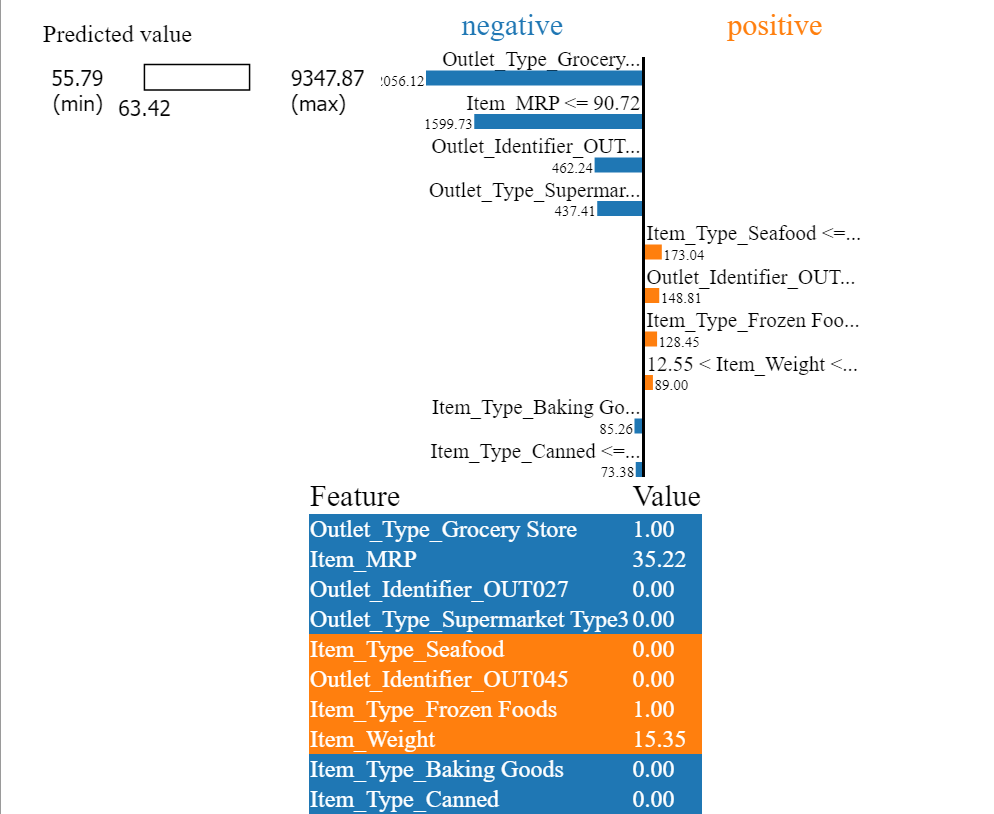 Predicted value
55.79
(min)
63.42
9347.87
(max)
negative
positive
Outlet_Type_Grocery...
2056.12
Item_MRP <= 90.72
1599.73
Outlet_Identifier_OUT...
462.24
Outlet_Type_Supermar...
437.41
Item_Type_Seafood <=...
173.04
Outlet_Identifier_OUT...
148.81
Item_Type_Frozen Foo...
128.45
12.55 < Item_Weight <...
89.00
Item_Type_Baking Go...
85.26
Item_Type_Canned <=...
73.38
Feature Value
Outlet_Type_Grocery Store 1.00
Item_MRP 35.22
Outlet_Identifier_OUT027 0.00
Outlet_Type_Supermarket Type3 0.00
Item_Type_Seafood 0.00
Outlet_Identifier_OUT045 0.00
Item_Type_Frozen Foods 1.00
Item_Weight 15.35
Item_Type_Baking Goods 0.00
Item_Type_Canned 0.00